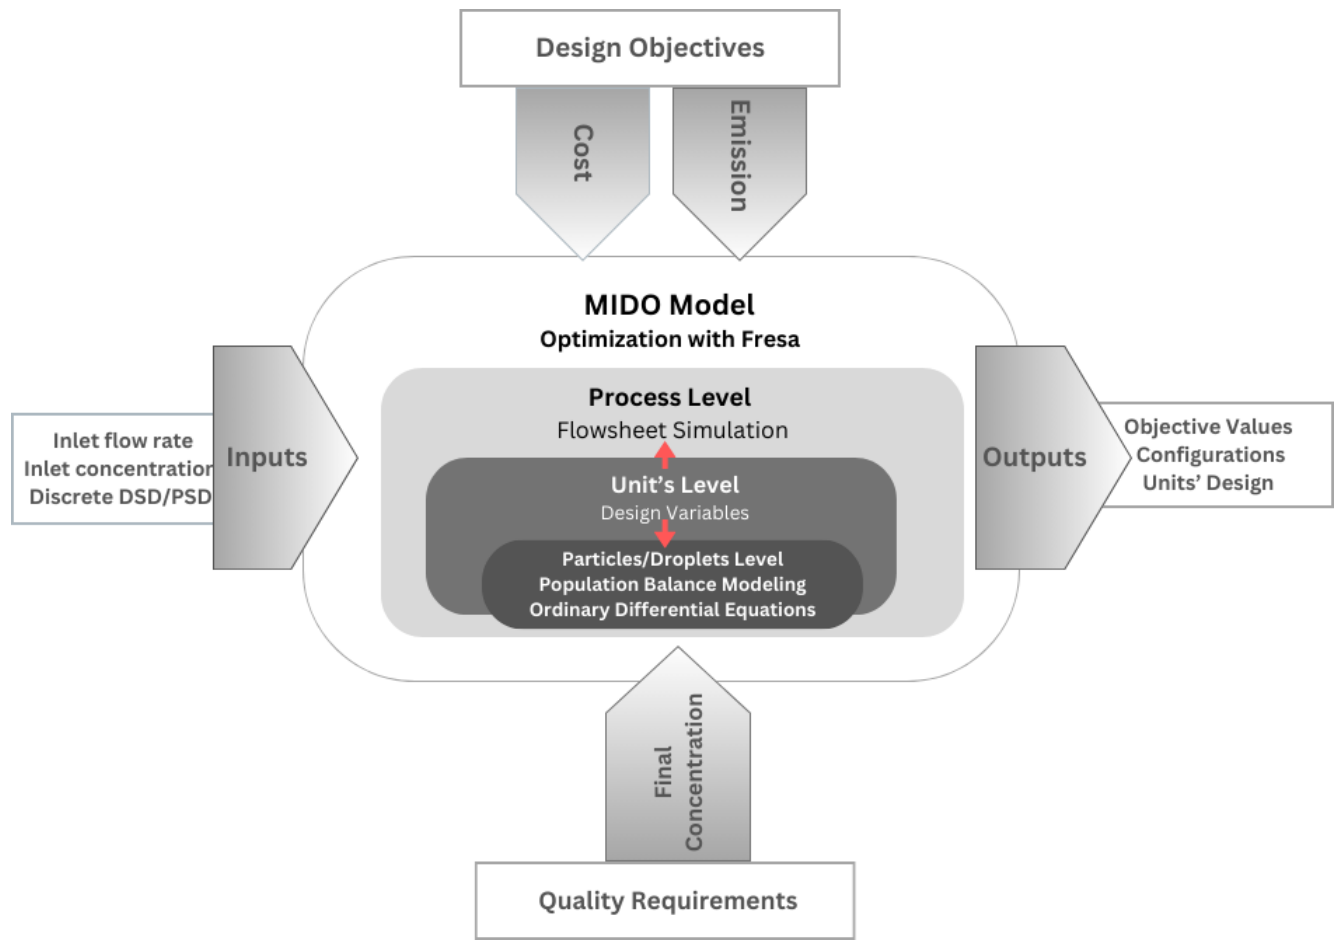 Design Objectives
Cost
Emission
MIDO Model
Optimization with Fresa
Process Level
Flowsheet Simulation
Unit's Level
Design Variables
Particles/Droplets Level
Population Balance Modeling
Ordinary Differential Equations
Inlet flow rate
Inlet concentration
Discrete DSD/PSD
Inputs
Outputs
Objective Values
Configurations
Units' Design
Final
Concentration
Quality Requirements